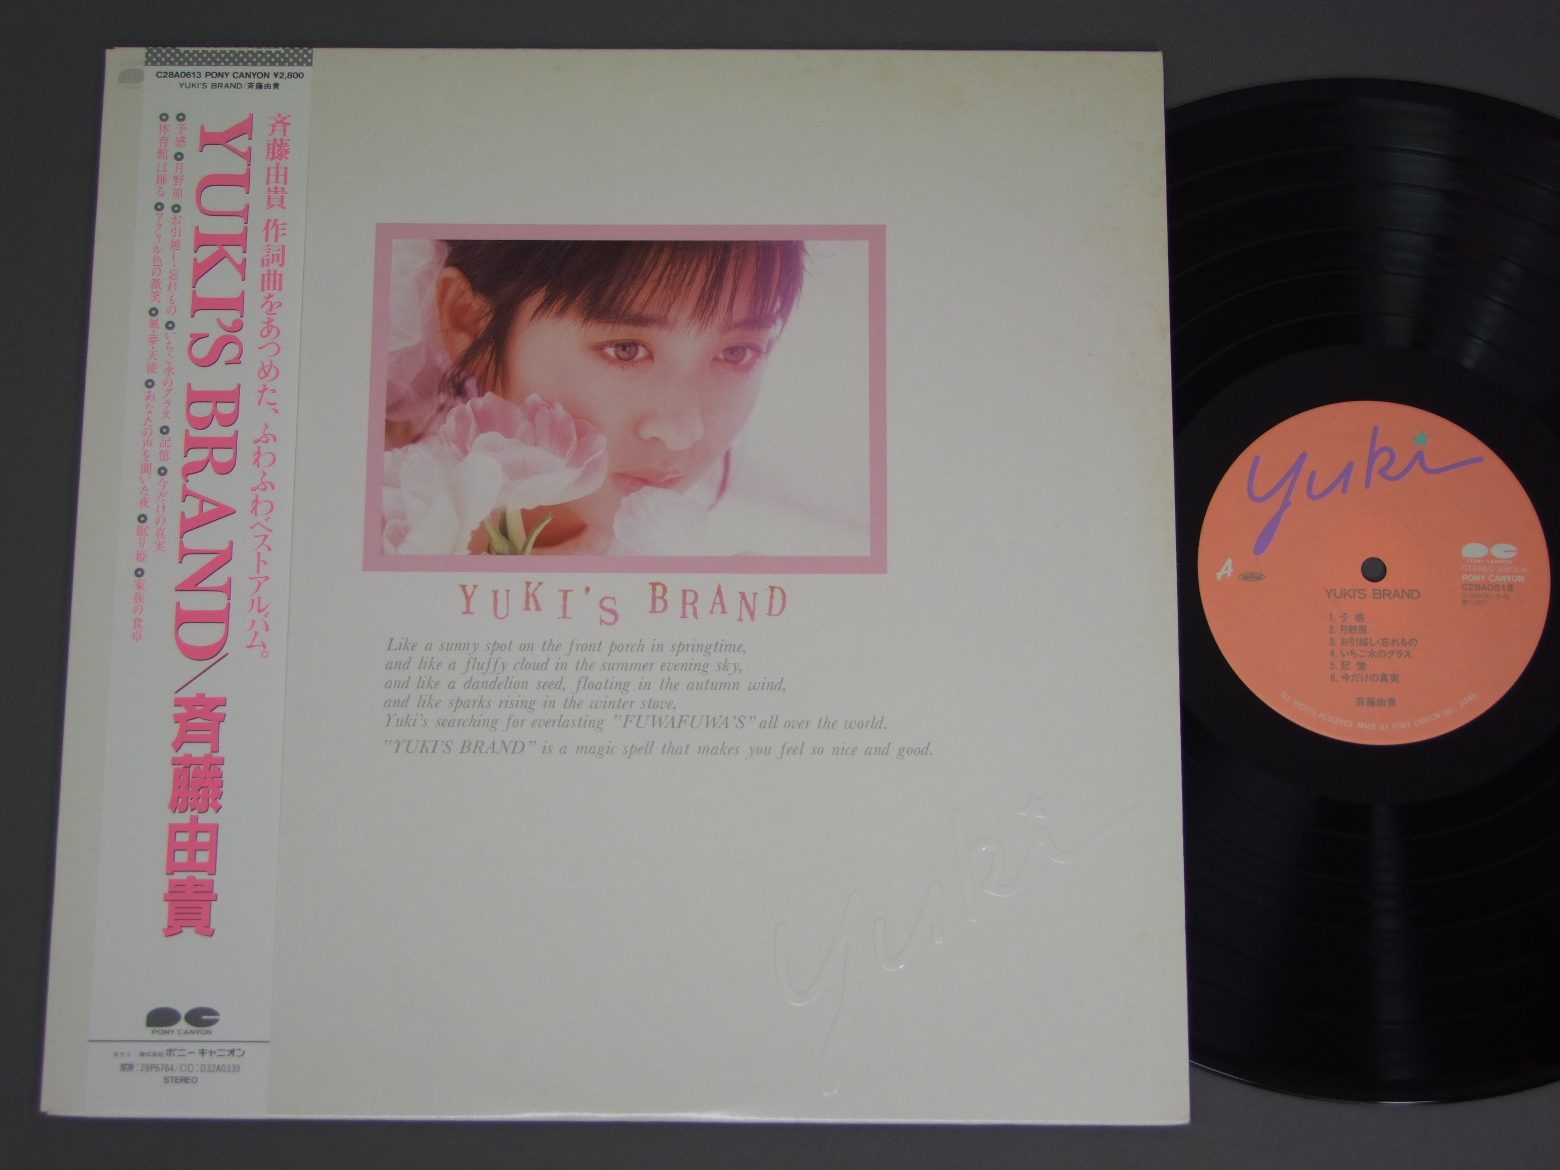 C28A0613 PONY CANYON ¥2,800
YUKI'S BRAND/斉藤由貴
斉藤由貴 作詞曲をあつめた、ふわふわベストアルバム。
YUKI'S BRAND/斉藤由貴
予感 月野原 お引越し・忘れもの いちご水のグラス 記憶 今だけの真実
体育館は踊る アクリル色の微笑 風・夢・天使 あなたの声を聞いた夜 眠り姫 家族の食卓
PONY CANYON
株式会社ポニーキャニオン
:28P6764/CD:D32A0339
STEREO
YUKI'S BRAND
Like a sunny spot on the front porch in springtime,
and like a fluffy cloud in the summer evening sky,
and like a dandelion seed, floating in the autumn wind,
and like sparks rising in the winter stove,
Yuki's searching for everlasting "FUWAFUWA'S" all over the world.
"YUKI'S BRAND" is a magic spell that makes you feel so nice and good.
yuki
yuki
A
PONY CANYON
STEREO 33r.p.m.
PONY CANYON
C28A0613
YUKI'S BRAND
1. 予 感
2. 月野原
3. お引越し・忘れもの
4. いちご水のグラス
5. 記 憶
6. 今だけの真実
斉藤由貴
ALL RIGHTS RESERVED. MADE BY PONY CANYON INC. JAPAN